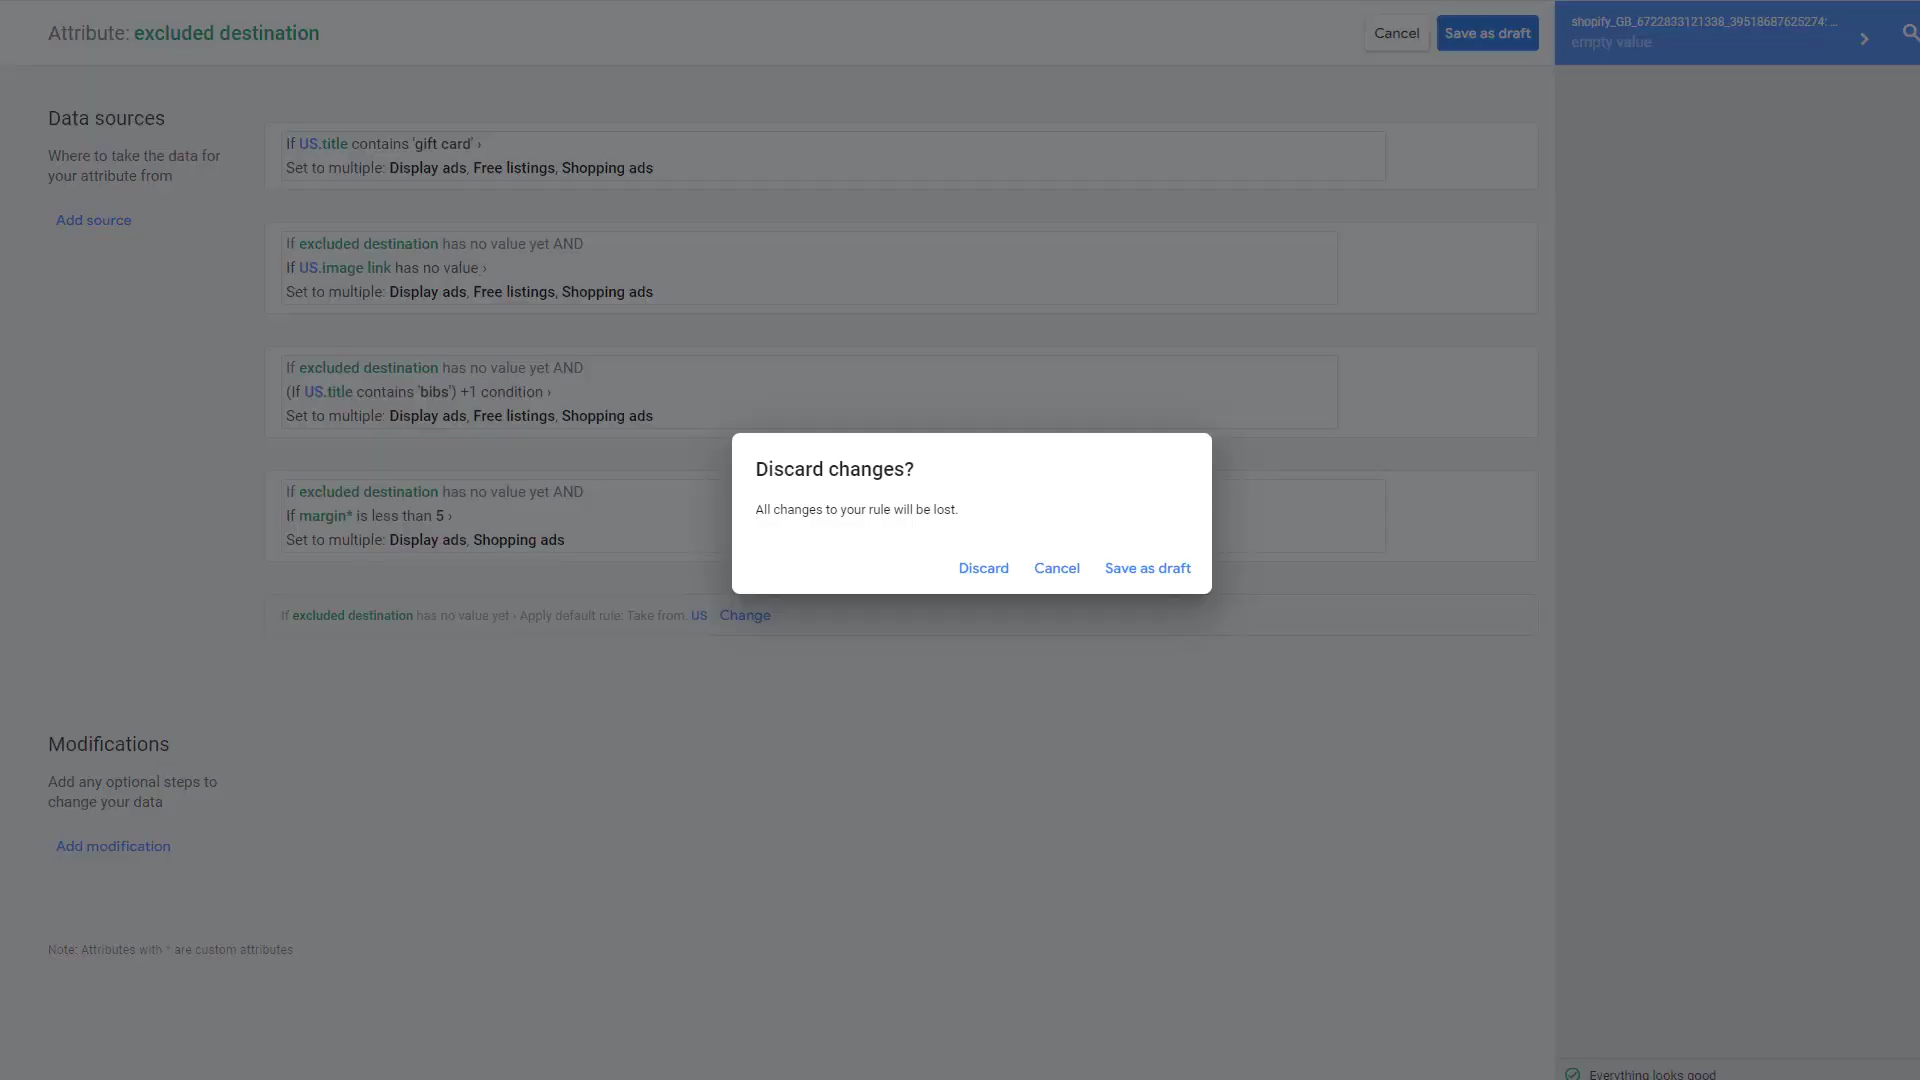 Attribute: excluded destination
Cancel
Save as draft
shopify_GB_6722833121338_39518687625274: ...
empty value
Data sources
Where to take the data for
your attribute from
Add source
If US.title contains 'gift card' ›
Set to multiple: Display ads, Free listings, Shopping ads
If excluded destination has no value yet AND
If US.image link has no value ›
Set to multiple: Display ads, Free listings, Shopping ads
If excluded destination has no value yet AND
(If US.title contains 'bibs') +1 condition ›
Set to multiple: Display ads, Free listings, Shopping ads
If excluded destination has no value yet AND
If margin* is less than 5 ›
Set to multiple: Display ads, Shopping ads
If excluded destination has no value yet › Apply default rule: Take from: US Change
Discard changes?
All changes to your rule will be lost.
Discard
Cancel
Save as draft
Modifications
Add any optional steps to
change your data
Add modification
Note: Attributes with * are custom attributes
Everything looks good